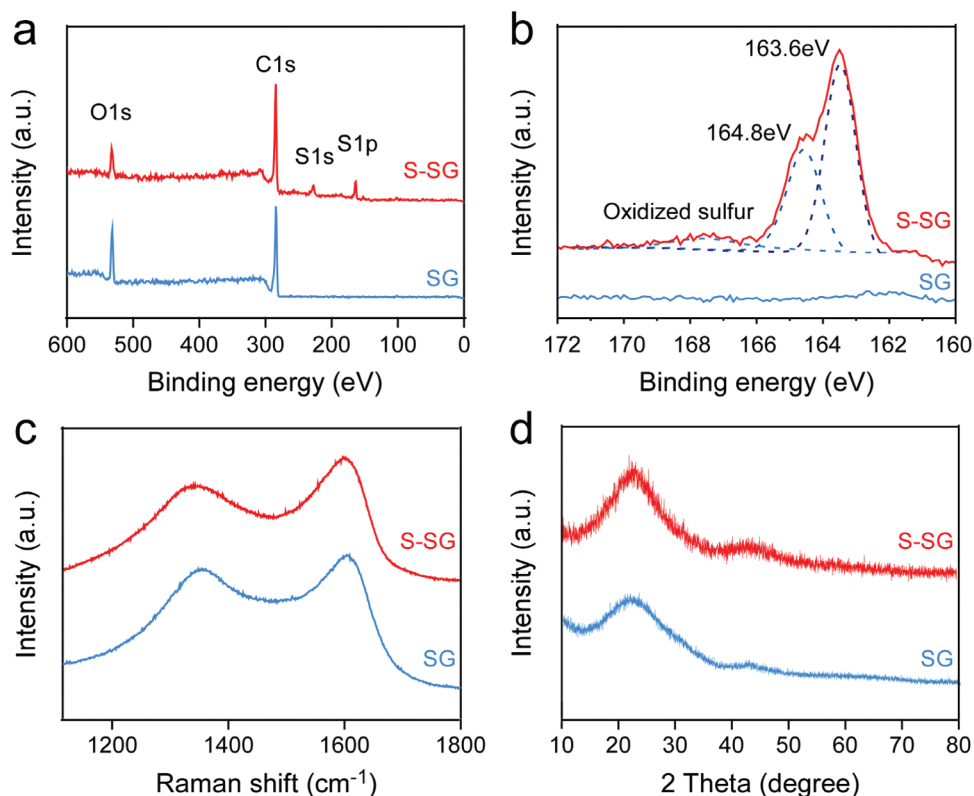 a
O1s
C1s
S1s
S1p
S-SG
SG
Intensity (a.u.)
600 500 400 300 200 100 0
Binding energy (eV)
b
163.6eV
164.8eV
Oxidized sulfur
S-SG
SG
Intensity (a.u.)
172 170 168 166 164 162 160
Binding energy (eV)
c
S-SG
SG
Intensity (a.u.)
1200 1400 1600 1800
Raman shift (cm⁻¹)
d
S-SG
SG
Intensity (a.u.)
10 20 30 40 50 60 70 80
2 Theta (degree)